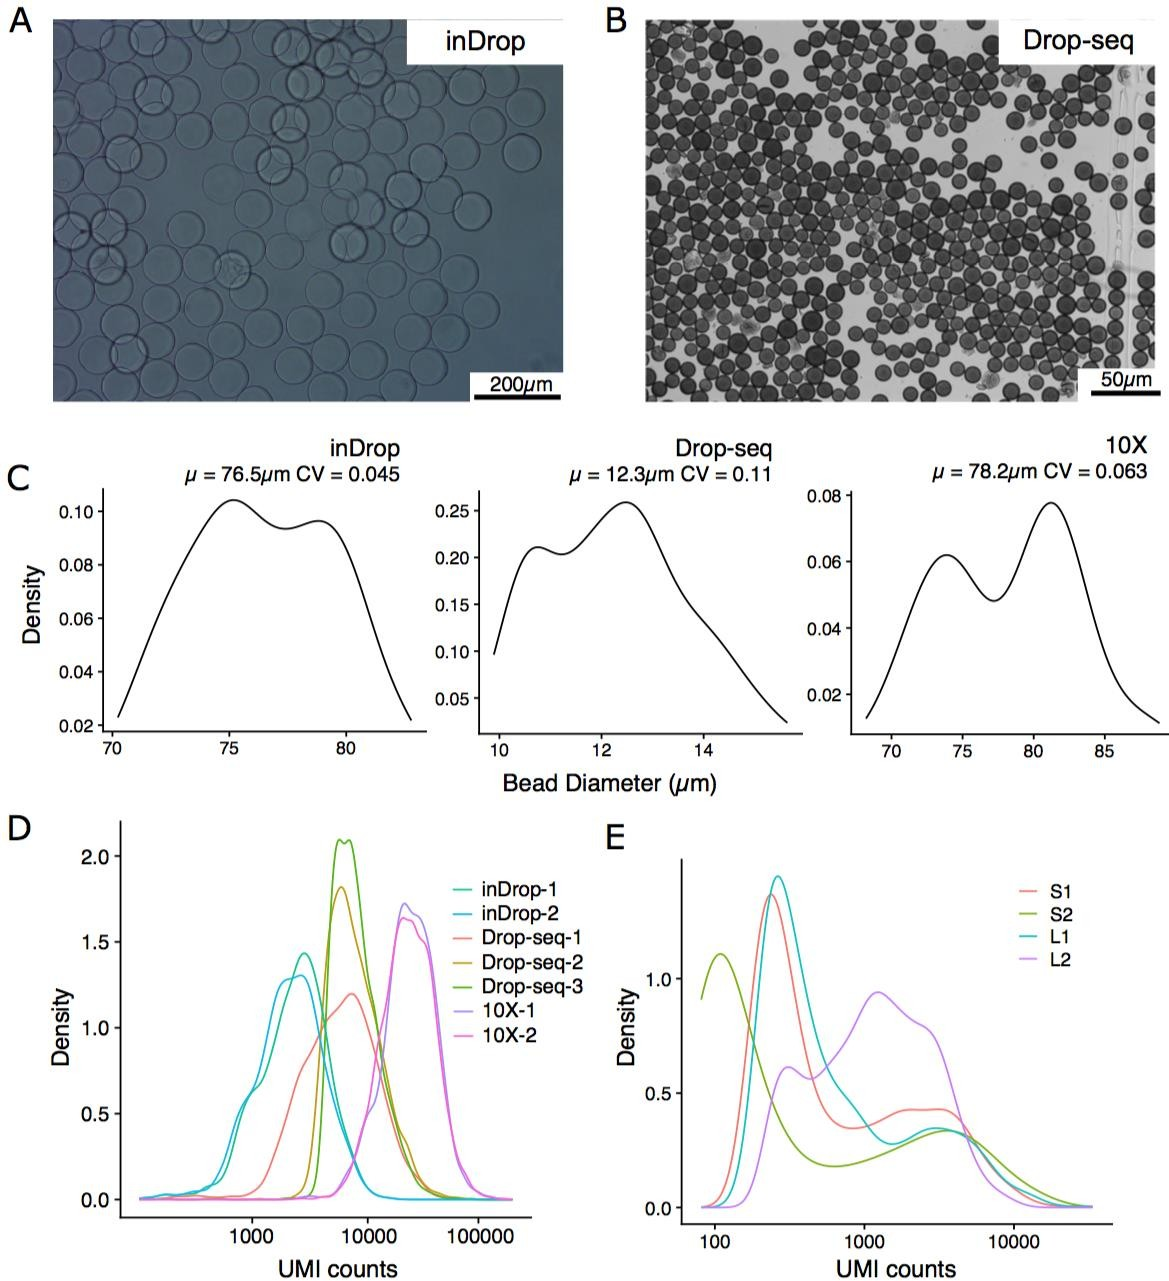 A
inDrop
200µm
B
Drop-seq
50µm
C
inDrop
µ = 76.5µm CV = 0.045
Drop-seq
µ = 12.3µm CV = 0.11
10X
µ = 78.2µm CV = 0.063
Density
0.10
0.08
0.06
0.04
0.02
70 75 80
0.25
0.20
0.15
0.10
0.05
10 12 14
0.08
0.06
0.04
0.02
70 75 80 85
Bead Diameter (µm)
D
Density
2.0
1.5
1.0
0.5
0.0
1000 10000 100000
UMI counts
inDrop-1
inDrop-2
Drop-seq-1
Drop-seq-2
Drop-seq-3
10X-1
10X-2
E
Density
1.0
0.5
0.0
100 1000 10000
UMI counts
S1
S2
L1
L2